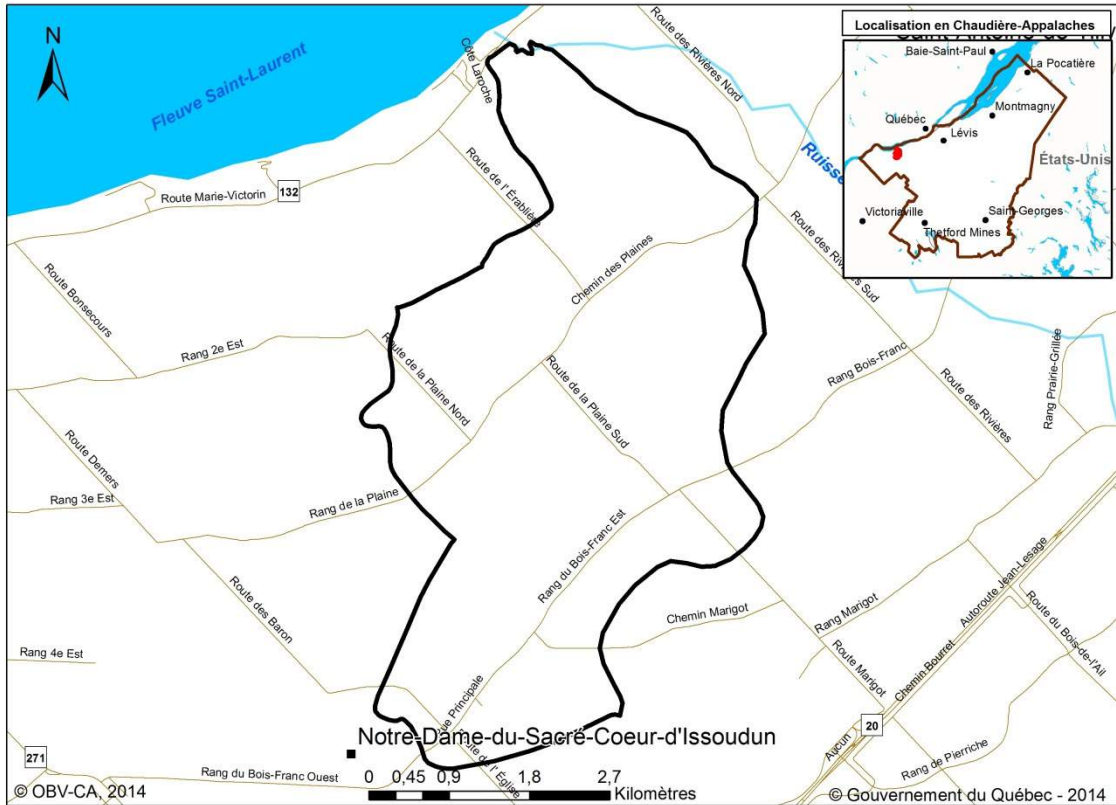 Localisation en Chaudière-Appalaches
Baie-Saint-Paul
La Pocatière
Montmagny
Québec
Lévis
États-Unis
Victoriaville
Saint-Georges
Thetford Mines
N
Fleuve Saint-Laurent
Côté Laroche
Route des Rivières Nord
Route Marie-Victorin
132
Route de l' Érablière
Chemin des Plaines
Route des Rivières Sud
Route Bonsecours
Rang 2e Est
Route de la Plaine Nord
Route de la Plaine Sud
Rang Bois-Franc
Route des Rivières
Rang Prairie-Grillée
Route Demers
Rang 3e Est
Rang de la Plaine
Rang du Bois-Franc Est
Route des Baron
Chemin Marigot
Rang Marigot
Autoroute Jean-Lesage
Route du Bois-de-l'Ail
Rang 4e Est
Route Marigot
Chemin Bourret
20
Aucun
Rang de Pierriche
Principale
Notre-Dame-du-Sacré-Coeur-d'Issoudun
de l' Église
271
Rang du Bois-Franc Ouest
0 0,45 0,9 1,8 2,7
Kilomètres
© OBV-CA, 2014
© Gouvernement du Québec - 2014